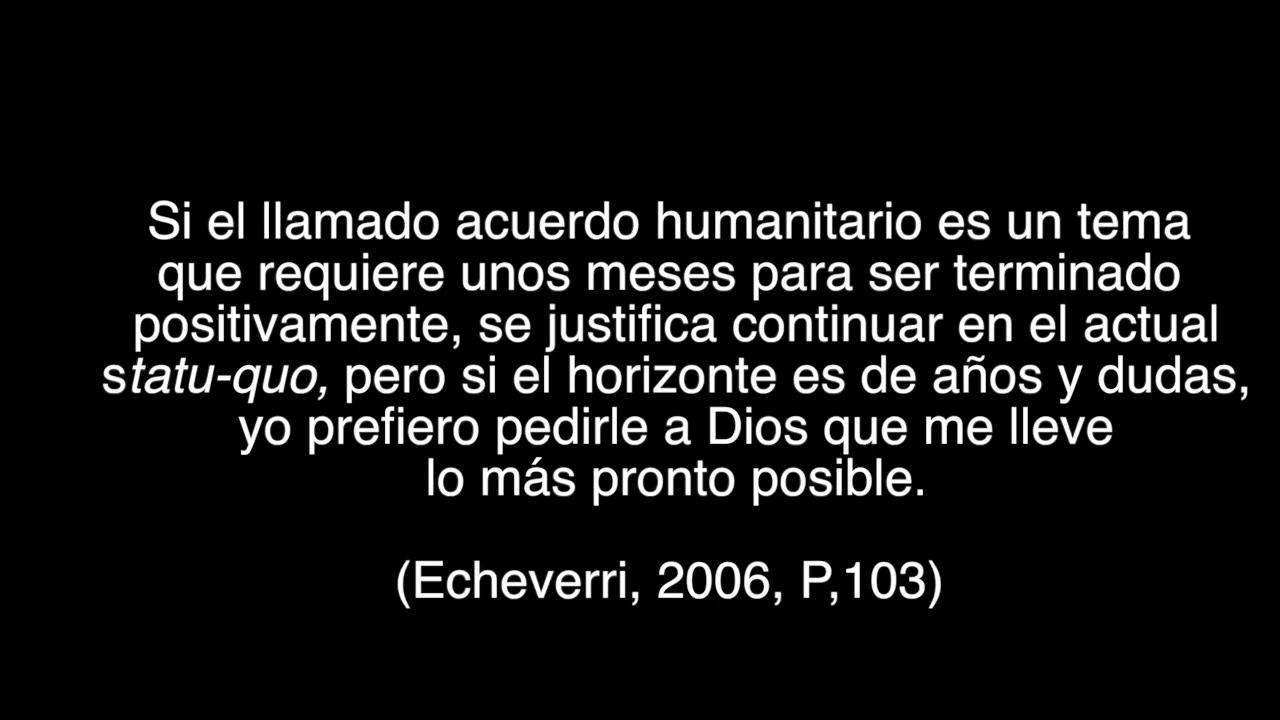 Si el llamado acuerdo humanitario es un tema
que requiere unos meses para ser terminado
positivamente, se justifica continuar en el actual
statu-quo, pero si el horizonte es de años y dudas,
yo prefiero pedirle a Dios que me lleve
lo más pronto posible.
(Echeverri, 2006, P,103)